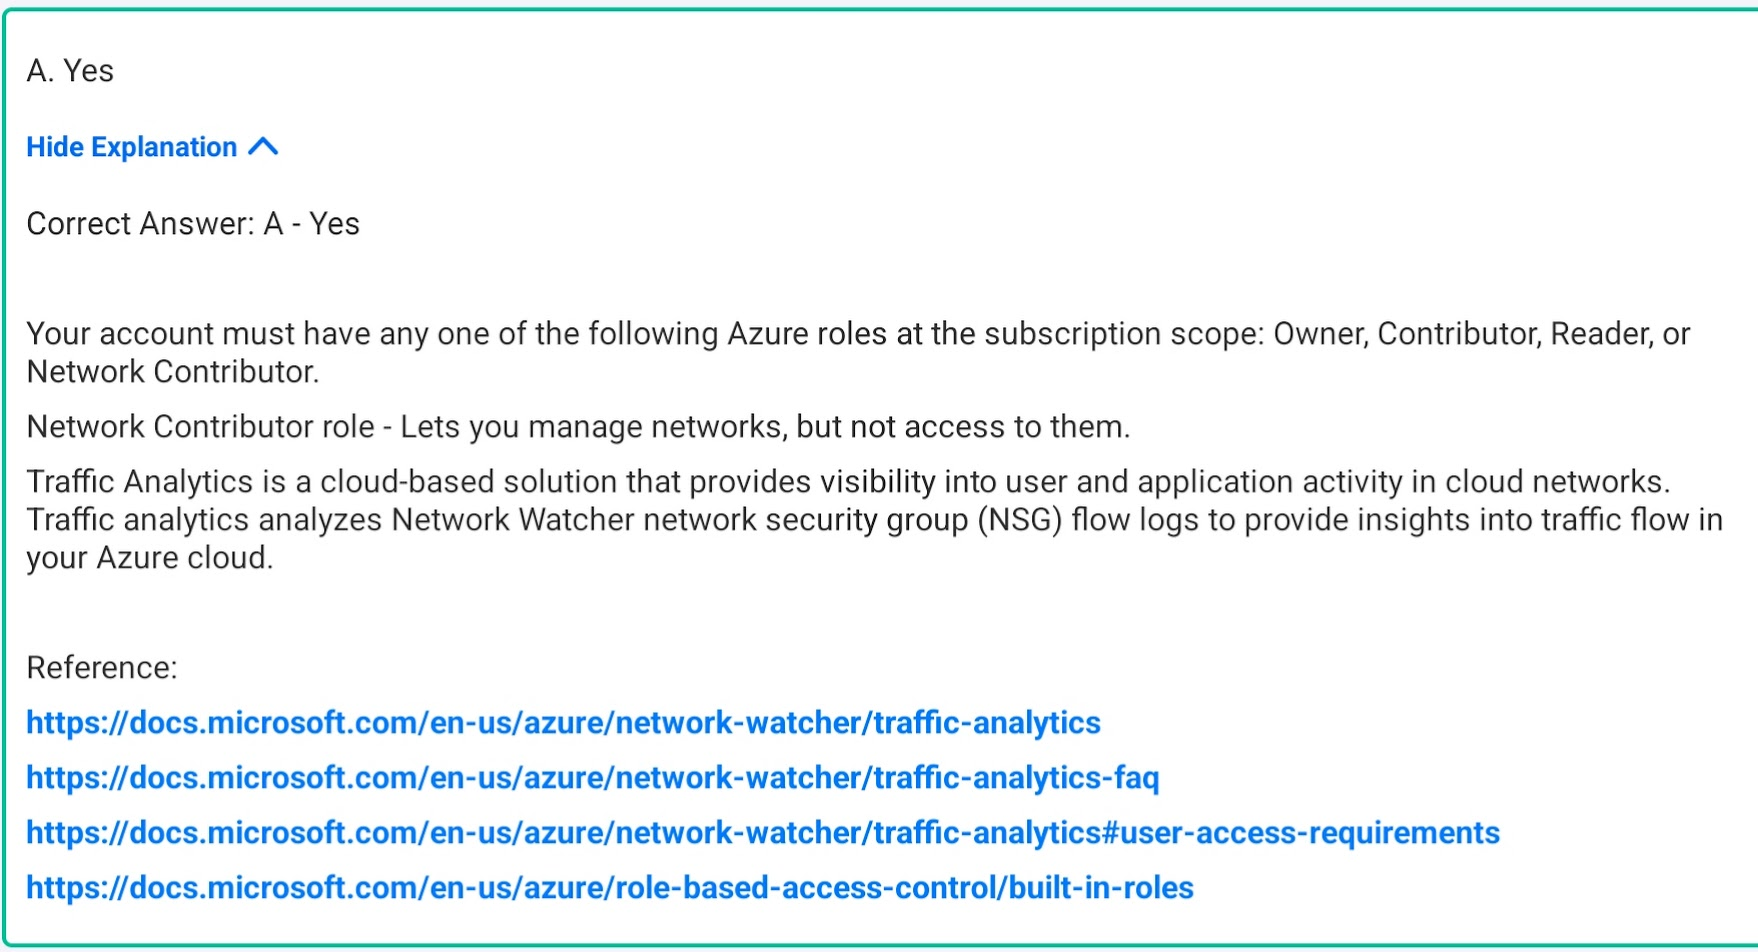 A. Yes
Hide Explanation
Correct Answer: A - Yes
Your account must have any one of the following Azure roles at the subscription scope: Owner, Contributor, Reader, or
Network Contributor.
Network Contributor role - Lets you manage networks, but not access to them.
Traffic Analytics is a cloud-based solution that provides visibility into user and application activity in cloud networks.
Traffic analytics analyzes Network Watcher network security group (NSG) flow logs to provide insights into traffic flow in
your Azure cloud.
Reference:
https://docs.microsoft.com/en-us/azure/network-watcher/traffic-analytics
https://docs.microsoft.com/en-us/azure/network-watcher/traffic-analytics-faq
https://docs.microsoft.com/en-us/azure/network-watcher/traffic-analytics#user-access-requirements
https://docs.microsoft.com/en-us/azure/role-based-access-control/built-in-roles